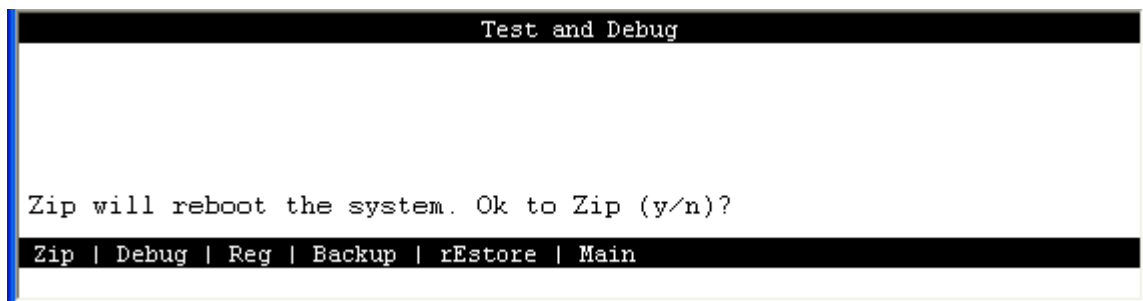 Test and Debug
Zip will reboot the system. Ok to Zip (y/n)?
Zip | Debug | Reg | Backup | rEstore | Main